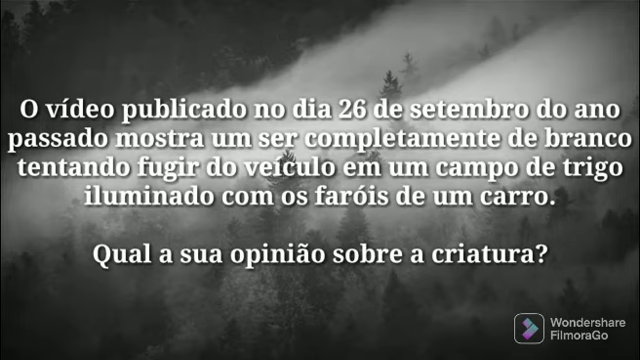 O vídeo publicado no dia 26 de setembro do ano
passado mostra um ser completamente de branco
tentando fugir do veículo em um campo de trigo
iluminado com os faróis de um carro.
Qual a sua opinião sobre a criatura?
Wondershare
FilmoraGo